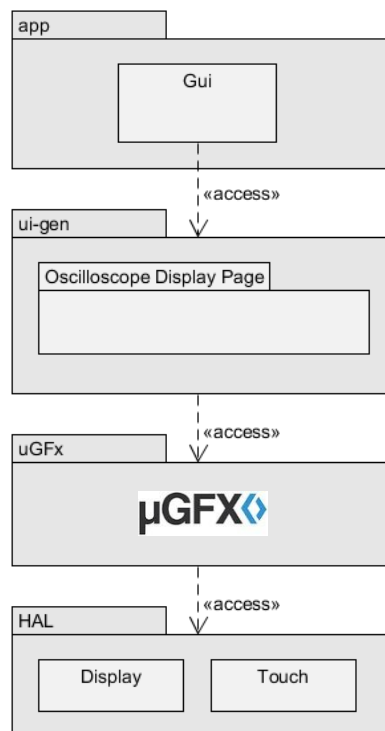 app
Gui
«access»
ui-gen
Oscilloscope Display Page
«access»
uGFx
µGFX
«access»
HAL
Display
Touch